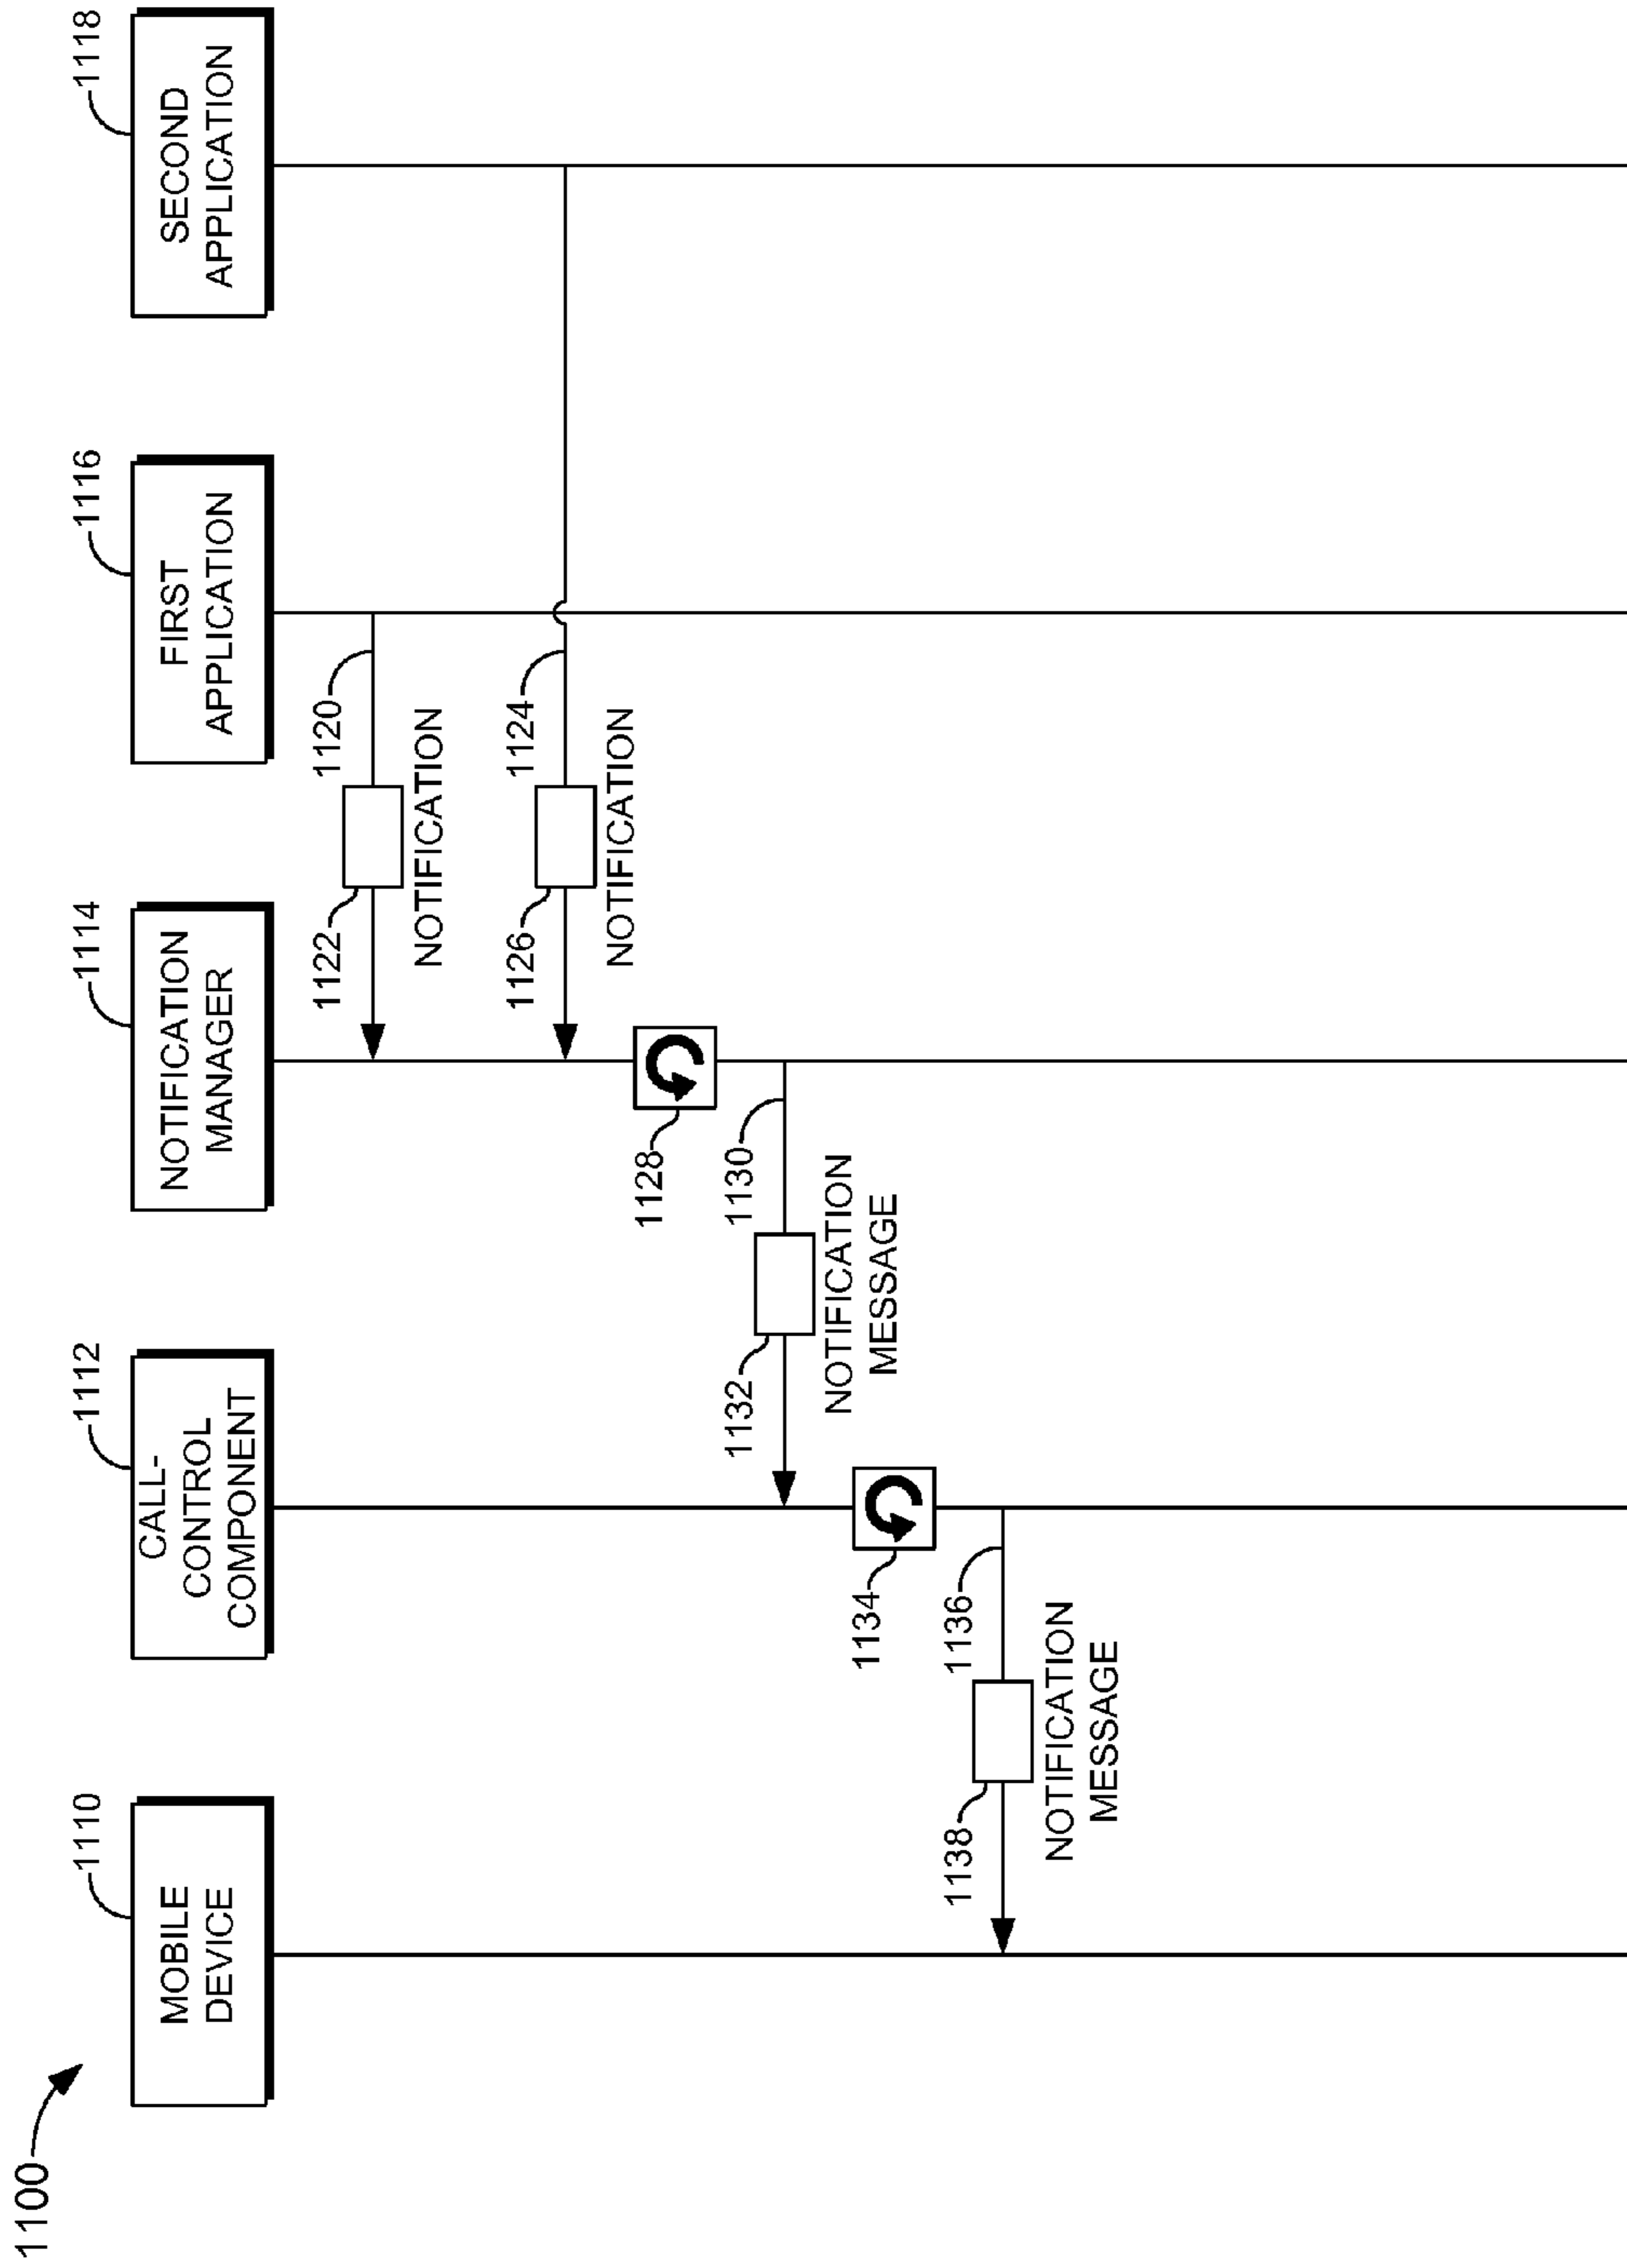 1100
1110
MOBILE
DEVICE
1112
CALL-
CONTROL
COMPONENT
1114
NOTIFICATION
MANAGER
1116
FIRST
APPLICATION
1118
SECOND
APPLICATION
1122
1120
NOTIFICATION
1126
1124
NOTIFICATION
1128
1132
1130
NOTIFICATION
MESSAGE
1134
1138
1136
NOTIFICATION
MESSAGE